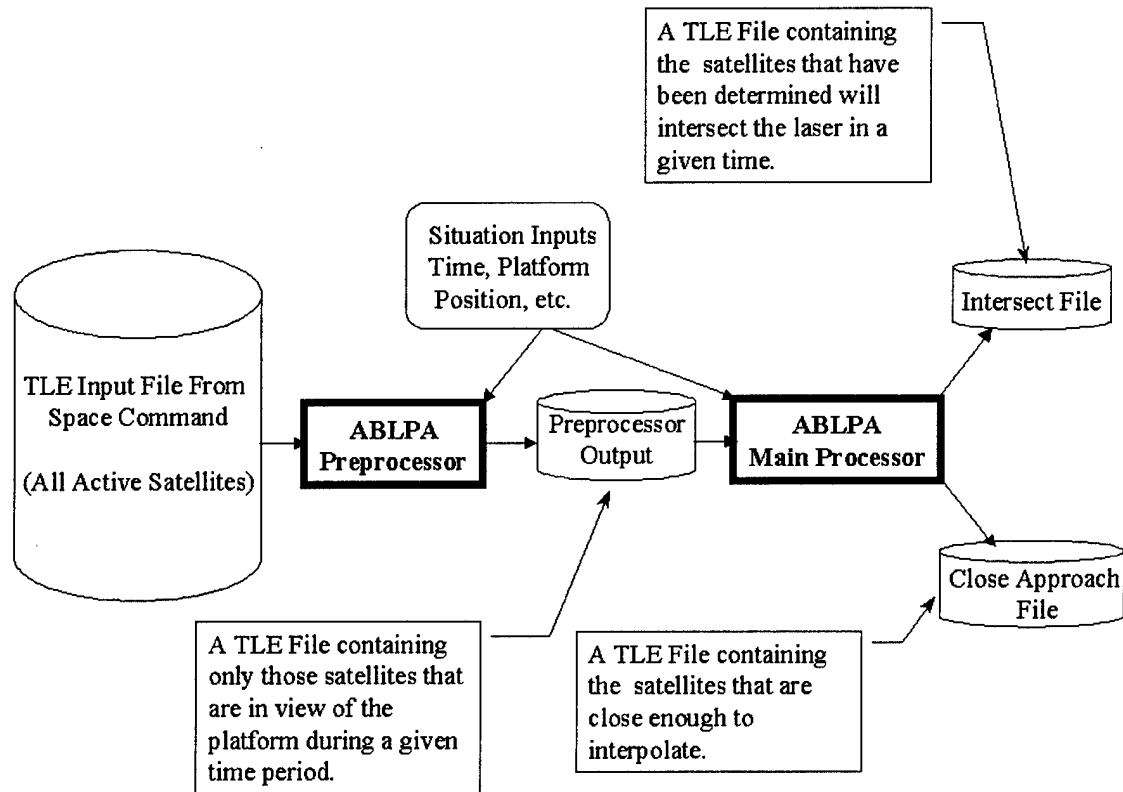 A TLE File containing
the satellites that have
been determined will
intersect the laser in a
given time.
Situation Inputs
Time, Platform
Position, etc.
Intersect File
TLE Input File From
Space Command
(All Active Satellites)
ABLPA
Preprocessor
Preprocessor
Output
ABLPA
Main Processor
Close Approach
File
A TLE File containing
only those satellites that
are in view of the
platform during a given
time period.
A TLE File containing
the satellites that are
close enough to
interpolate.